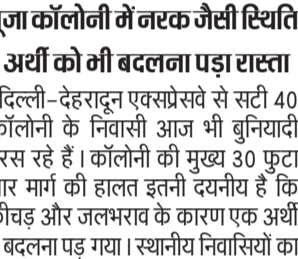 पूजा कॉलोनी में नरक जैसी स्थिति
अर्थी को भी बदलना पड़ा रास्ता
दिल्ली-देहरादून एक्सप्रेसवे से सटी 40
कॉलोनी के निवासी आज भी बुनियादी
रस रहे हैं। कॉलोनी की मुख्य 30 फुटा
ार मार्ग की हालत इतनी दयनीय है कि
कीचड़ और जलभराव के कारण एक अर्थी
बदलना पड़ गया। स्थानीय निवासियों का